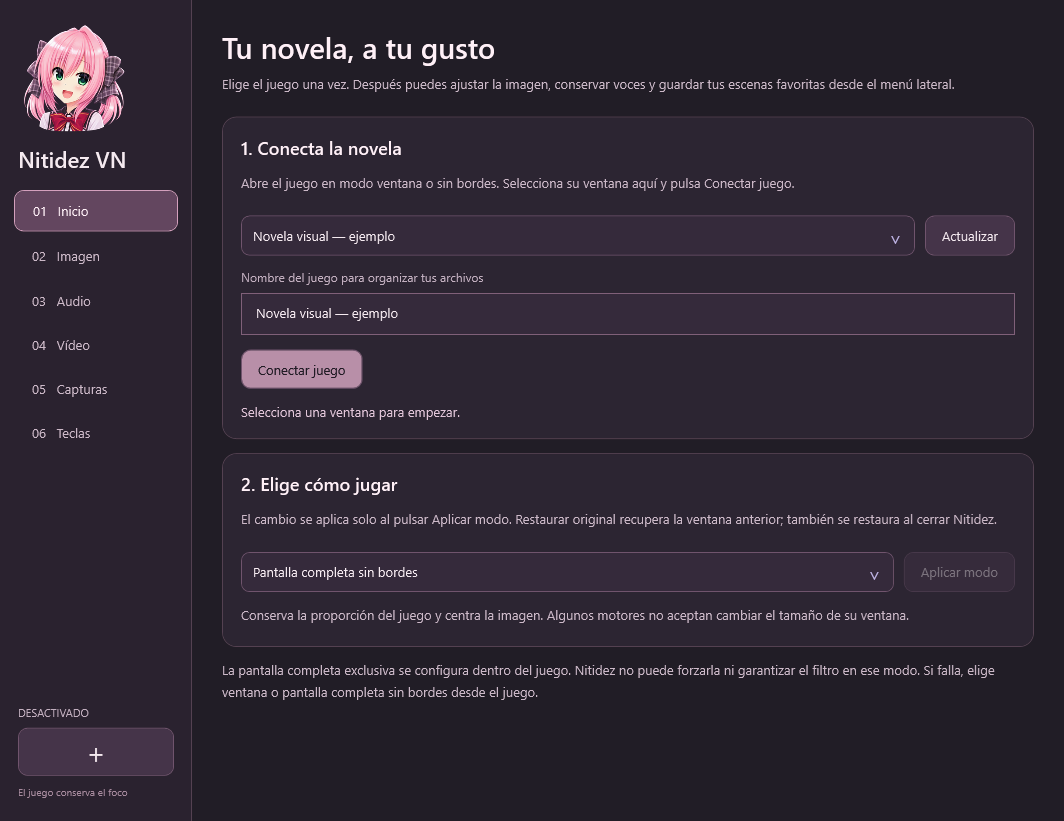 Nitidez VN
01 Inicio
02 Imagen
03 Audio
04 Vídeo
05 Capturas
06 Teclas
DESACTIVADO
+
El juego conserva el foco
Tu novela, a tu gusto
Elige el juego una vez. Después puedes ajustar la imagen, conservar voces y guardar tus escenas favoritas desde el menú lateral.
1. Conecta la novela
Abre el juego en modo ventana o sin bordes. Selecciona su ventana aquí y pulsa Conectar juego.
Novela visual — ejemplo
Actualizar
Nombre del juego para organizar tus archivos
Novela visual — ejemplo
Conectar juego
Selecciona una ventana para empezar.
2. Elige cómo jugar
El cambio se aplica solo al pulsar Aplicar modo. Restaurar original recupera la ventana anterior; también se restaura al cerrar Nitidez.
Pantalla completa sin bordes
Aplicar modo
Conserva la proporción del juego y centra la imagen. Algunos motores no aceptan cambiar el tamaño de su ventana.
La pantalla completa exclusiva se configura dentro del juego. Nitidez no puede forzarla ni garantizar el filtro en ese modo. Si falla, elige
ventana o pantalla completa sin bordes desde el juego.